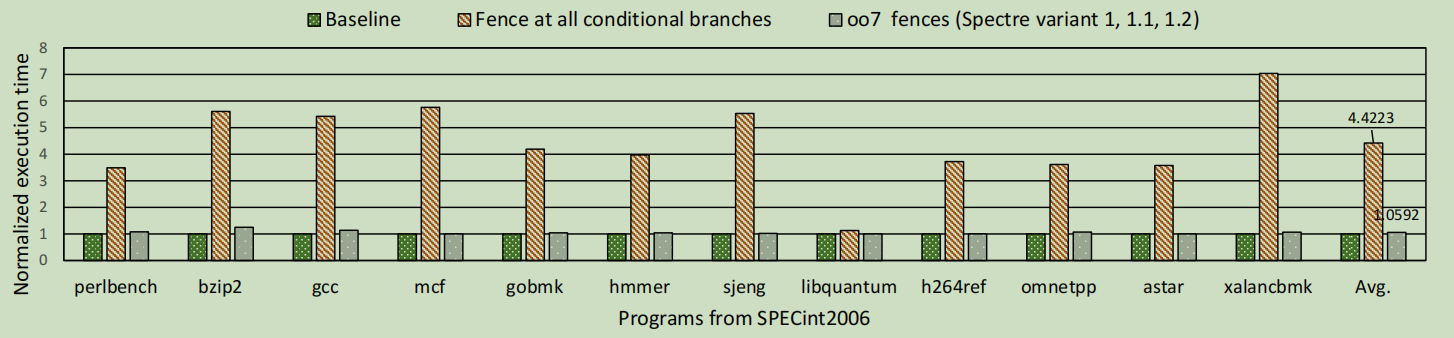 Baseline Fence at all conditional branches oo7 fences (Spectre variant 1, 1.1, 1.2)
Normalized execution time
8
7
6
5
4
3
2
1
0
4.4223
1.0592
perlbench bzip2 gcc mcf gobmk hmmer sjeng libquantum h264ref omnetpp astar xalancbmk Avg.
Programs from SPECint2006